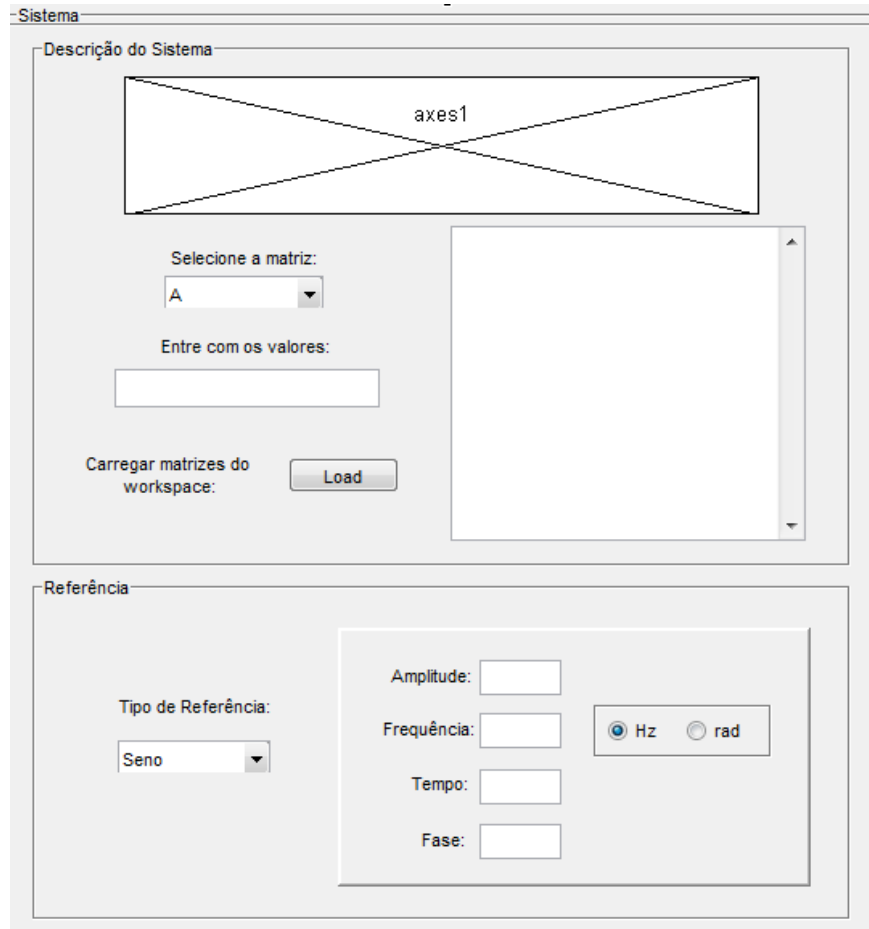 Sistema
Descrição do Sistema
axes1
Selecione a matriz:
A
Entre com os valores:
Carregar matrizes do
workspace:
Load
Referência
Tipo de Referência:
Seno
Amplitude:
Frequência:
Hz
rad
Tempo:
Fase: